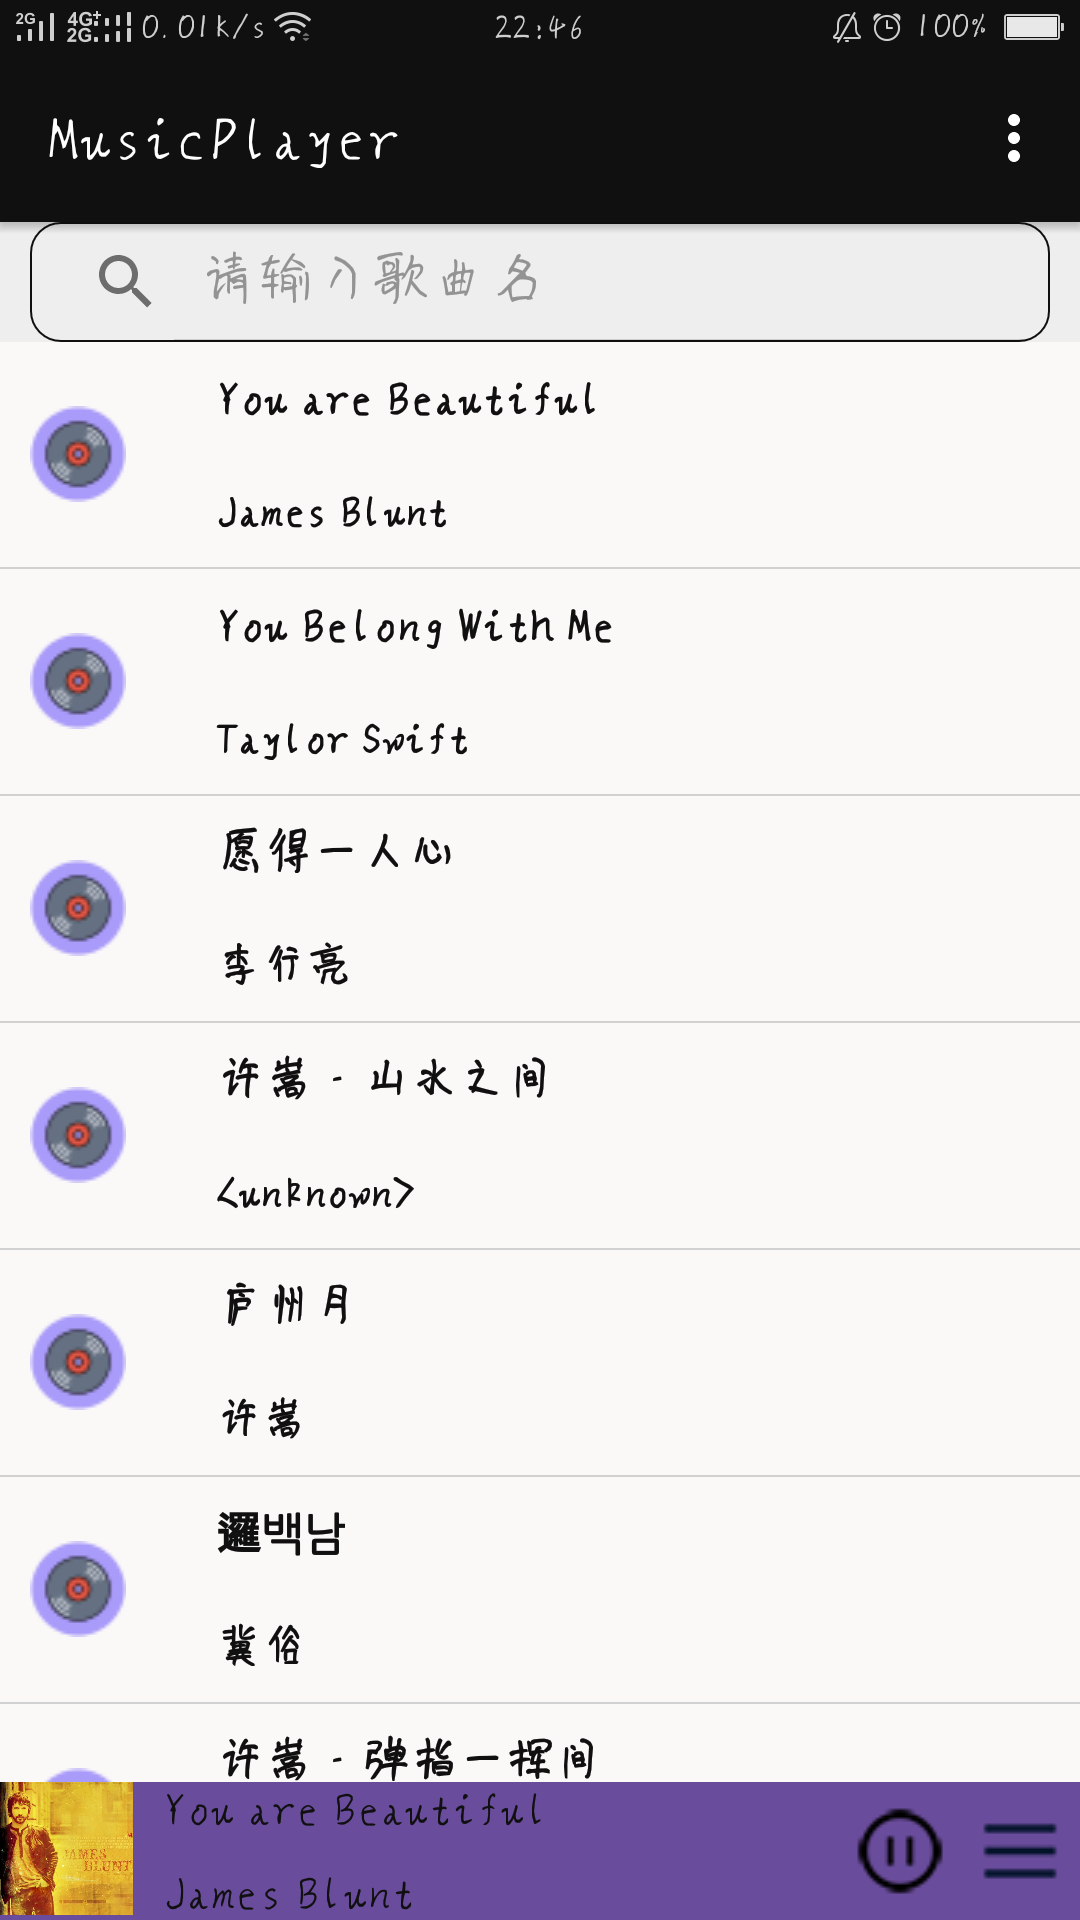 2G 4G+ 2G 0.01k/s 22:46 100%
MusicPlayer
请输入歌曲名
You are Beautiful
James Blunt
You Belong With Me
Taylor Swift
愿得一人心
李行亮
许嵩 - 山水之间
<unknown>
庐州月
许嵩
邏백남
冀俗
许嵩 - 弹指一挥间
JAMES
BLUNT
You are Beautiful
James Blunt